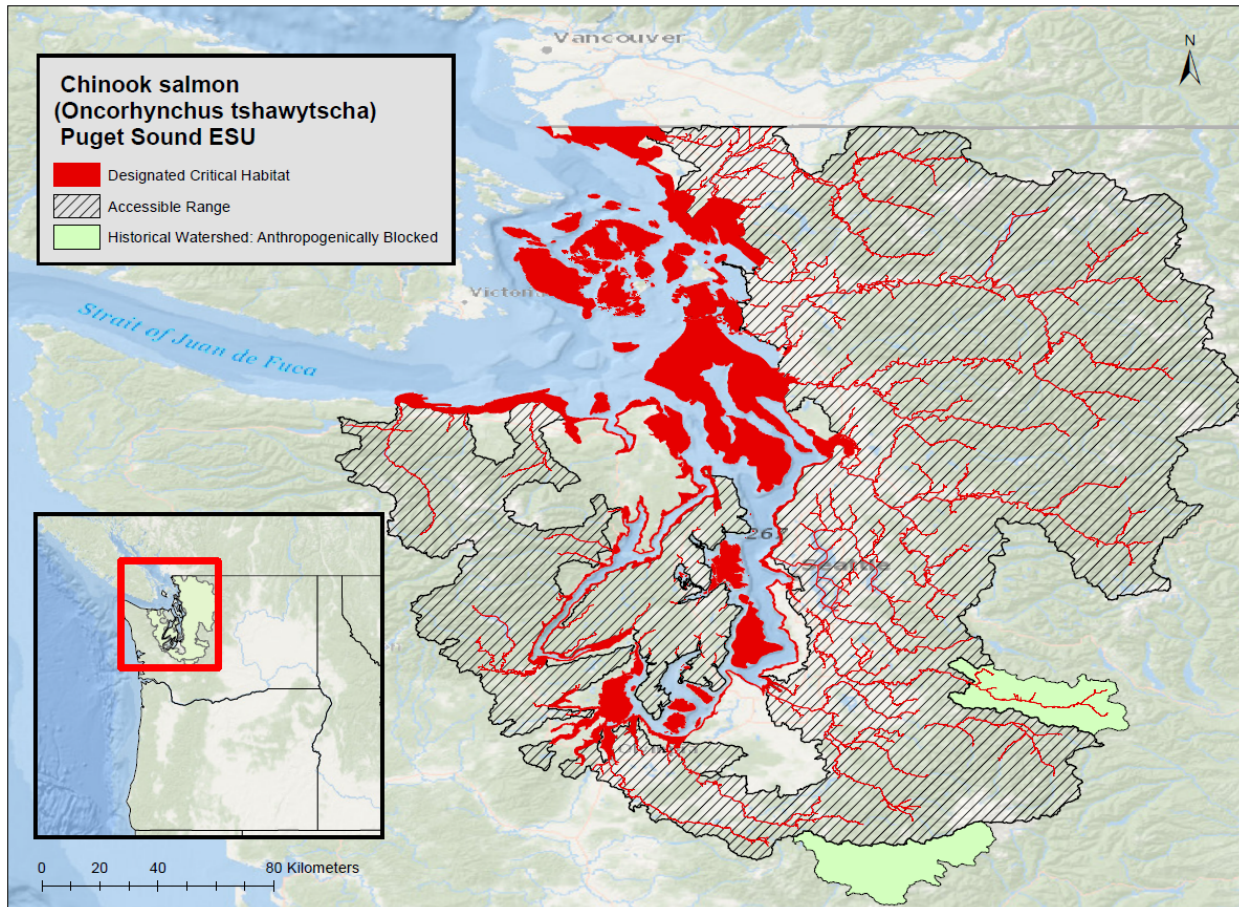 Vancouver
N
Chinook salmon
(Oncorhynchus tshawytscha)
Puget Sound ESU
Designated Critical Habitat
Accessible Range
Historical Watershed: Anthropogenically Blocked
Strait of Juan de Fuca
Seattle
0 20 40 80 Kilometers